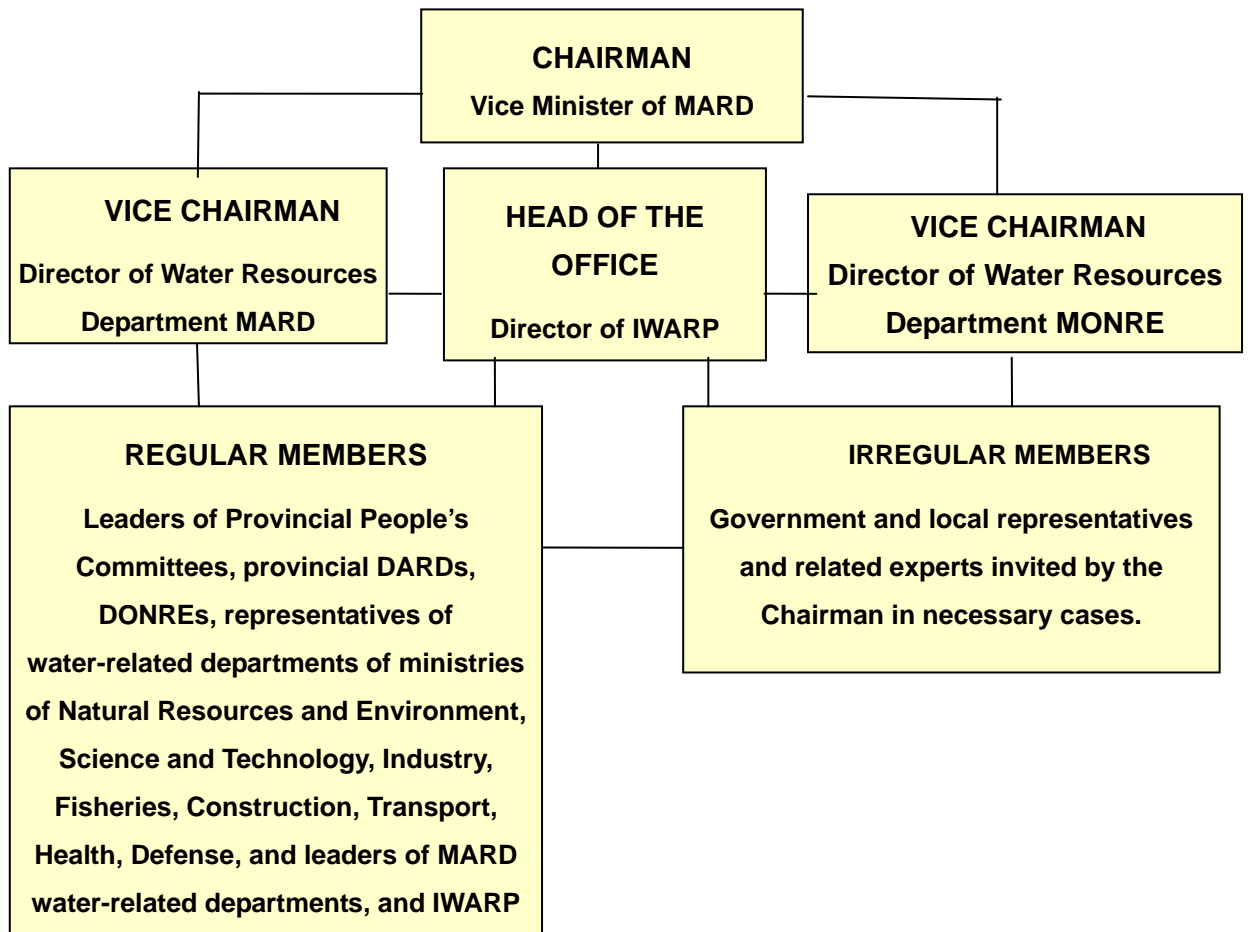 CHAIRMAN
Vice Minister of MARD
VICE CHAIRMAN
Director of Water Resources
Department MARD
HEAD OF THE
OFFICE
Director of IWARP
VICE CHAIRMAN
Director of Water Resources
Department MONRE
REGULAR MEMBERS
Leaders of Provincial People’s
Committees, provincial DARDs,
DONREs, representatives of
water-related departments of ministries
of Natural Resources and Environment,
Science and Technology, Industry,
Fisheries, Construction, Transport,
Health, Defense, and leaders of MARD
water-related departments, and IWARP
IRREGULAR MEMBERS
Government and local representatives
and related experts invited by the
Chairman in necessary cases.